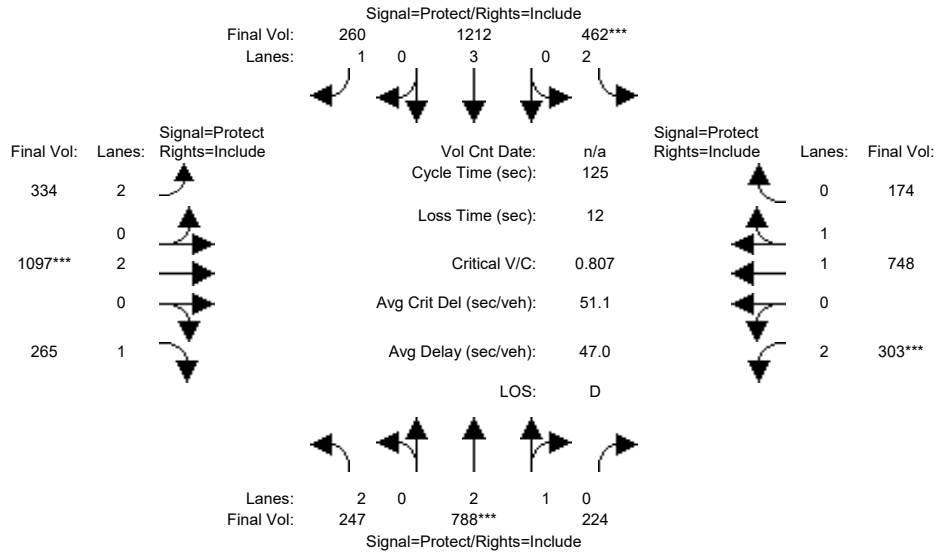 Signal=Protect/Rights=Include
Final Vol: 260 1212 462***
Lanes: 1 0 3 0 2
Signal=Protect Signal=Protect
Final Vol: Lanes: Rights=Include Vol Cnt Date: n/a Rights=Include Lanes: Final Vol:
Cycle Time (sec): 125
334 2 0 174
Loss Time (sec): 12
0 1
1097*** 2 Critical V/C: 0.807 1 748
0 Avg Crit Del (sec/veh): 51.1 0
265 1 Avg Delay (sec/veh): 47.0 2 303***
LOS: D
Lanes: 2 0 2 1 0
Final Vol: 247 788*** 224
Signal=Protect/Rights=Include